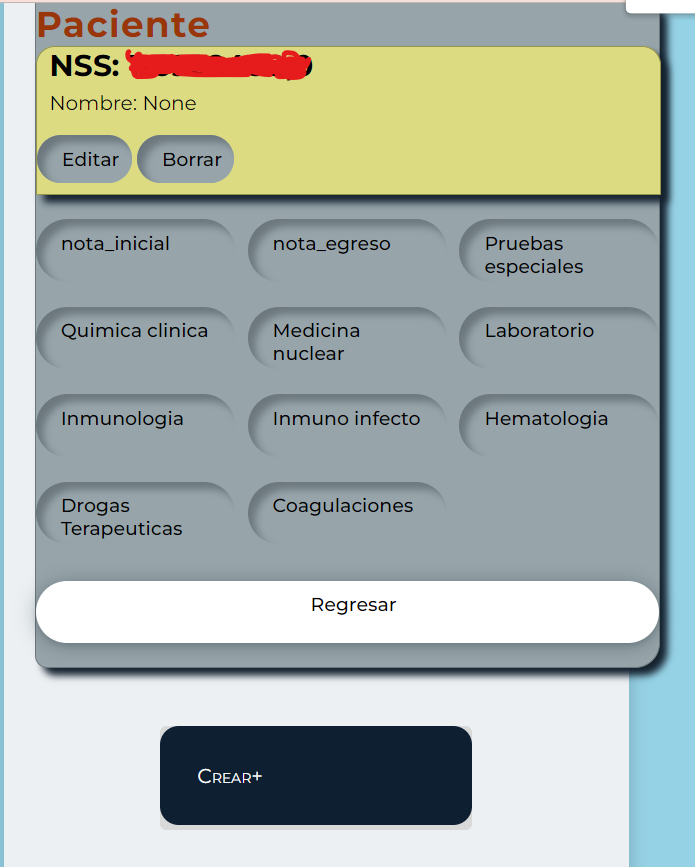 Paciente
NSS:
Nombre: None
Editar Borrar
nota_inicial nota_egreso Pruebas
especiales
Quimica clinica Medicina Laboratorio
nuclear
Inmunologia Inmuno infecto Hematologia
Drogas Coagulaciones
Terapeuticas
Regresar
Crear+